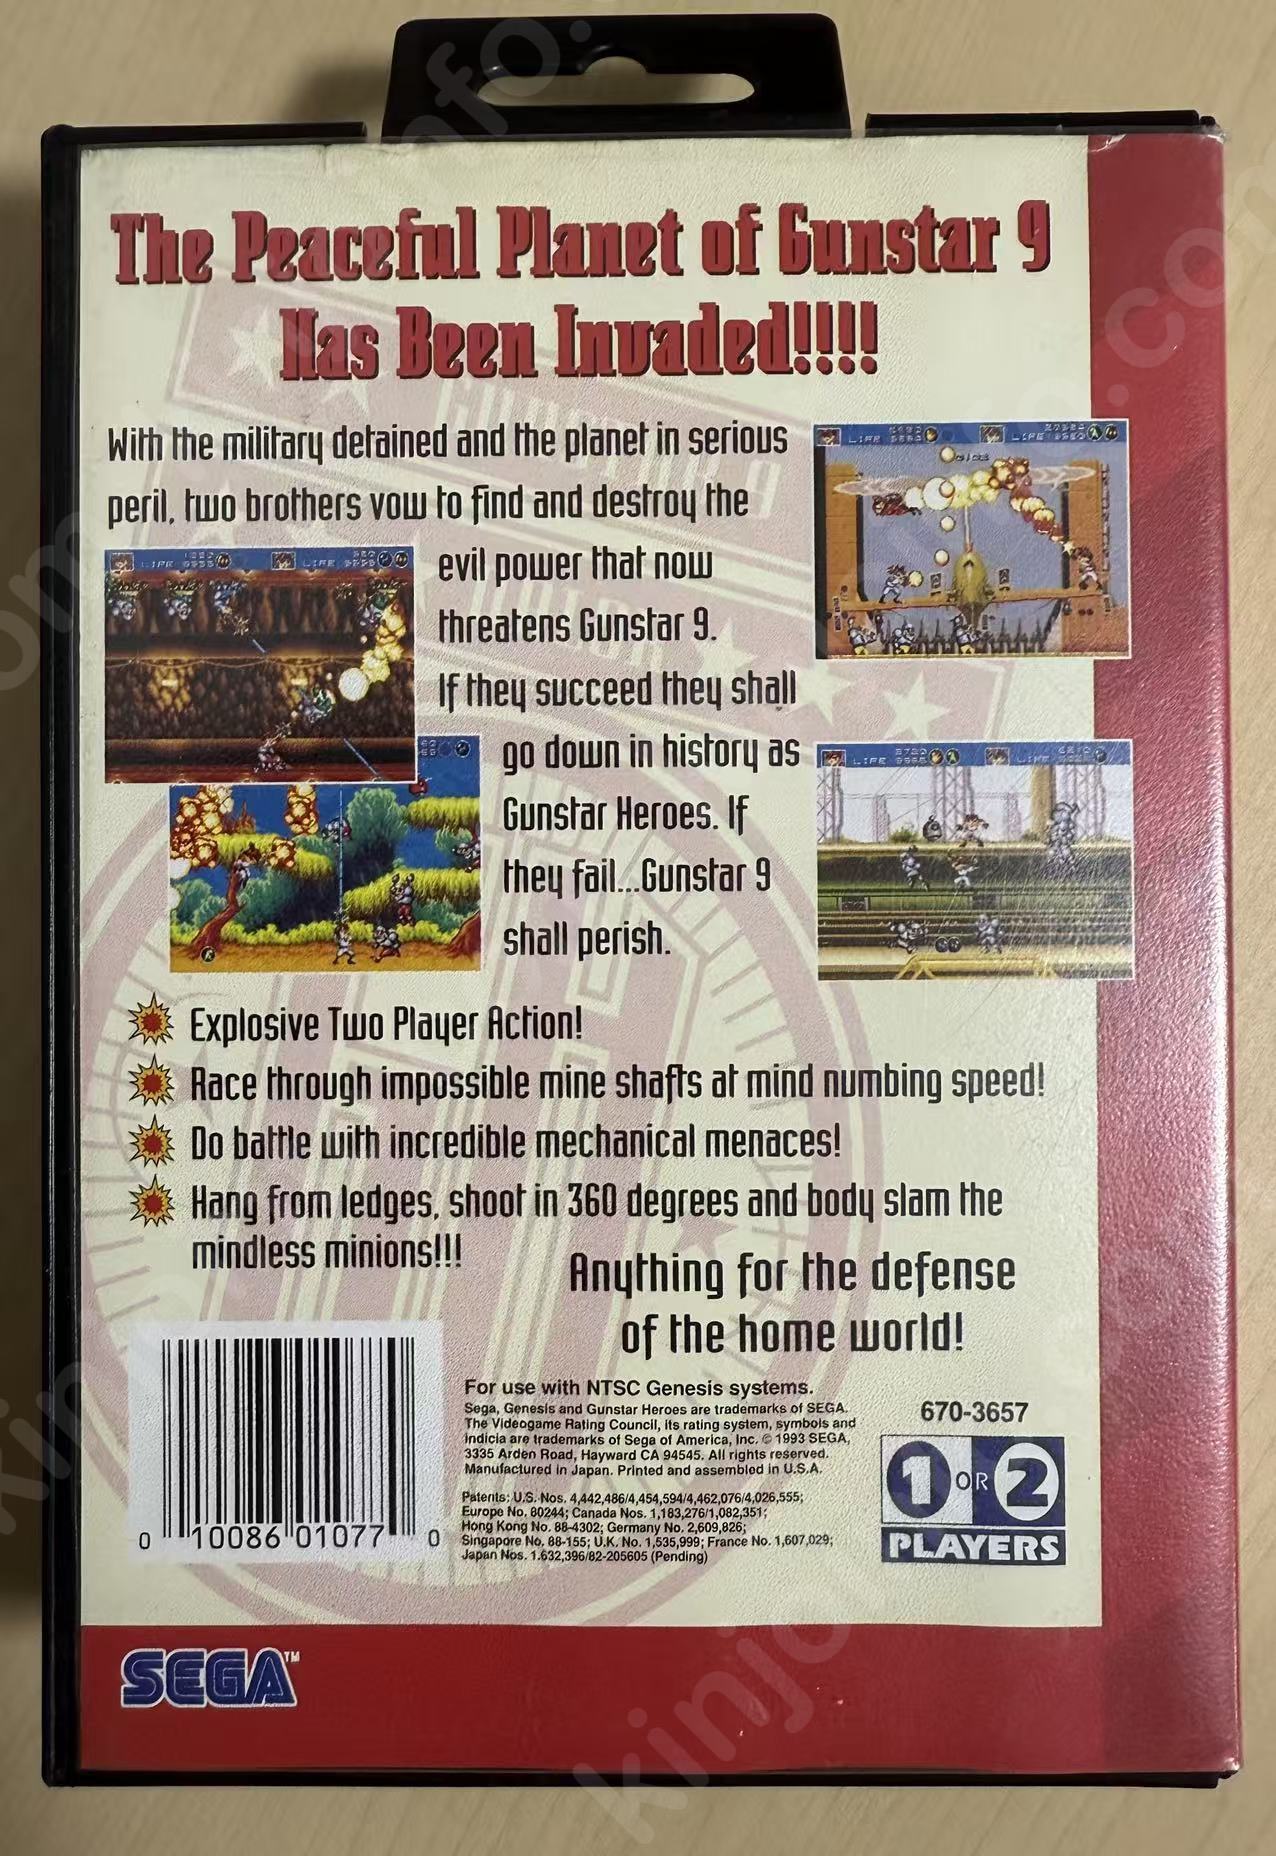 The Peaceful Planet of Gunstar 9
Has Been Invaded!!!!
With the military detained and the planet in serious
peril, two brothers vow to find and destroy the
evil power that now
threatens Gunstar 9.
If they succeed they shall
go down in history as
Gunstar Heroes. If
they fail...Gunstar 9
shall perish.
Explosive Two Player Action!
Race through impossible mine shafts at mind numbing speed!
Do battle with incredible mechanical menaces!
Hang from ledges, shoot in 360 degrees and body slam the
mindless minions!!!
Anything for the defense
of the home world!
For use with NTSC Genesis systems.
Sega, Genesis and Gunstar Heroes are trademarks of SEGA.
The Videogame Rating Council, its rating system, symbols and
indicia are trademarks of Sega of America, Inc. © 1993 SEGA,
3335 Arden Road, Hayward CA 94545. All rights reserved.
Manufactured in Japan. Printed and assembled in U.S.A.
Patents: U.S. Nos. 4,442,486/4,454,594/4,462,076/4,026,555;
Europe No. 80244; Canada Nos. 1,183,276/1,082,351;
Hong Kong No. 88-4302; Germany No. 2,609,826;
Singapore No. 88-155; U.K. No. 1,535,999; France No. 1,607,029;
Japan Nos. 1.632,396/82-205605 (Pending)
670-3657
1 OR 2
PLAYERS
0 10086 01077 0
SEGA™
LIFE
LIFE
LIFE
LIFE
LIFE
LIFE
kinjo